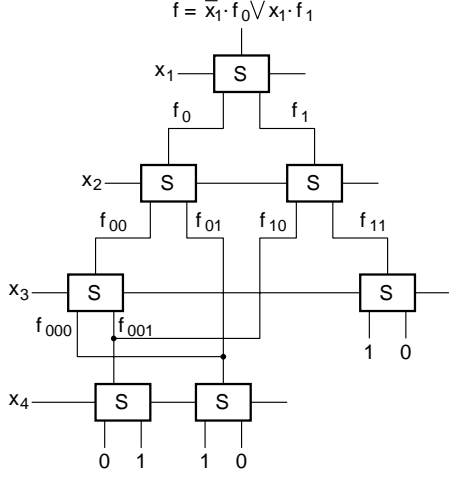 f = x̄₁·f₀ ∨ x₁·f₁
x₁ S
f₀ f₁
x₂ S S
f₀₀ f₀₁ f₁₀ f₁₁
x₃ S S
f₀₀₀ f₀₀₁
1 0
x₄ S S
0 1 1 0